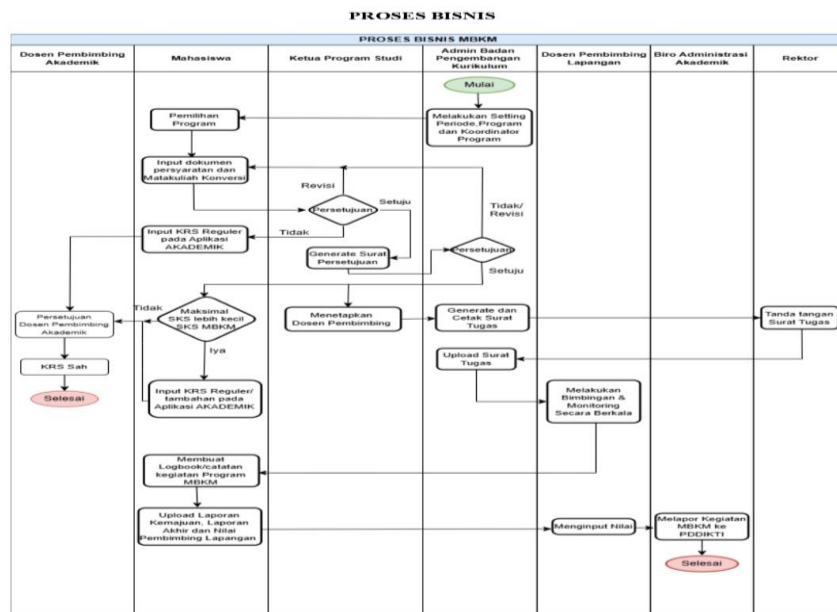 PROSES BISNIS
PROSES BISNIS MBKM
Dosen Pembimbing
Akademik
Mahasiswa
Ketua Program Studi
Admin Badan
Pengembangan
Kurikulum
Dosen Pembimbing
Lapangan
Biro Administrasi
Akademik
Rektor
Mulai
Melakukan Setting
Periode,Program
dan Koordinator
Program
Pemilihan
Program
Input dokumen
persyaratan dan
Matakuliah Konversi
Revisi
Persetujuan
Setuju
Tidak
Tidak/
Revisi
Input KRS Reguler
pada Aplikasi
AKADEMIK
Generate Surat
Persetujuan
Persetujuan
Setuju
Persetujuan
Dosen Pembimbing
Akademik
Tidak
Maksimal
SKS lebih kecil
SKS MBKM
Menetapkan
Dosen Pembimbing
Generate dan
Cetak Surat
Tugas
Tanda tangan
Surat Tugas
Iya
KRS Sah
Selesai
Input KRS Reguler/
tambahan pada
Aplikasi AKADEMIK
Upload Surat
Tugas
Melakukan
Bimbingan &
Monitoring
Secara Berkala
Membuat
Logbook/catatan
kegiatan Program
MBKM
Upload Laporan
Kemajuan, Laporan
Akhir dan Nilai
Pembimbing Lapangan
Menginput Nilai
Melapor Kegiatan
MBKM ke
PDDIKTI
Selesai